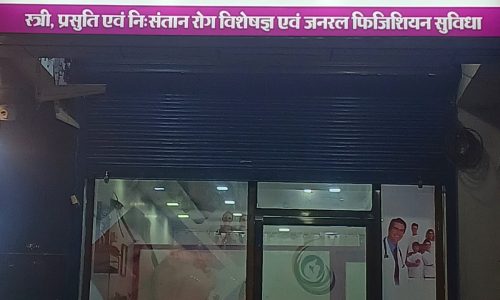 स्त्री, प्रसुति एवं निःसंतान रोग विशेषज्ञ एवं जनरल फिजिशियन सुविधा